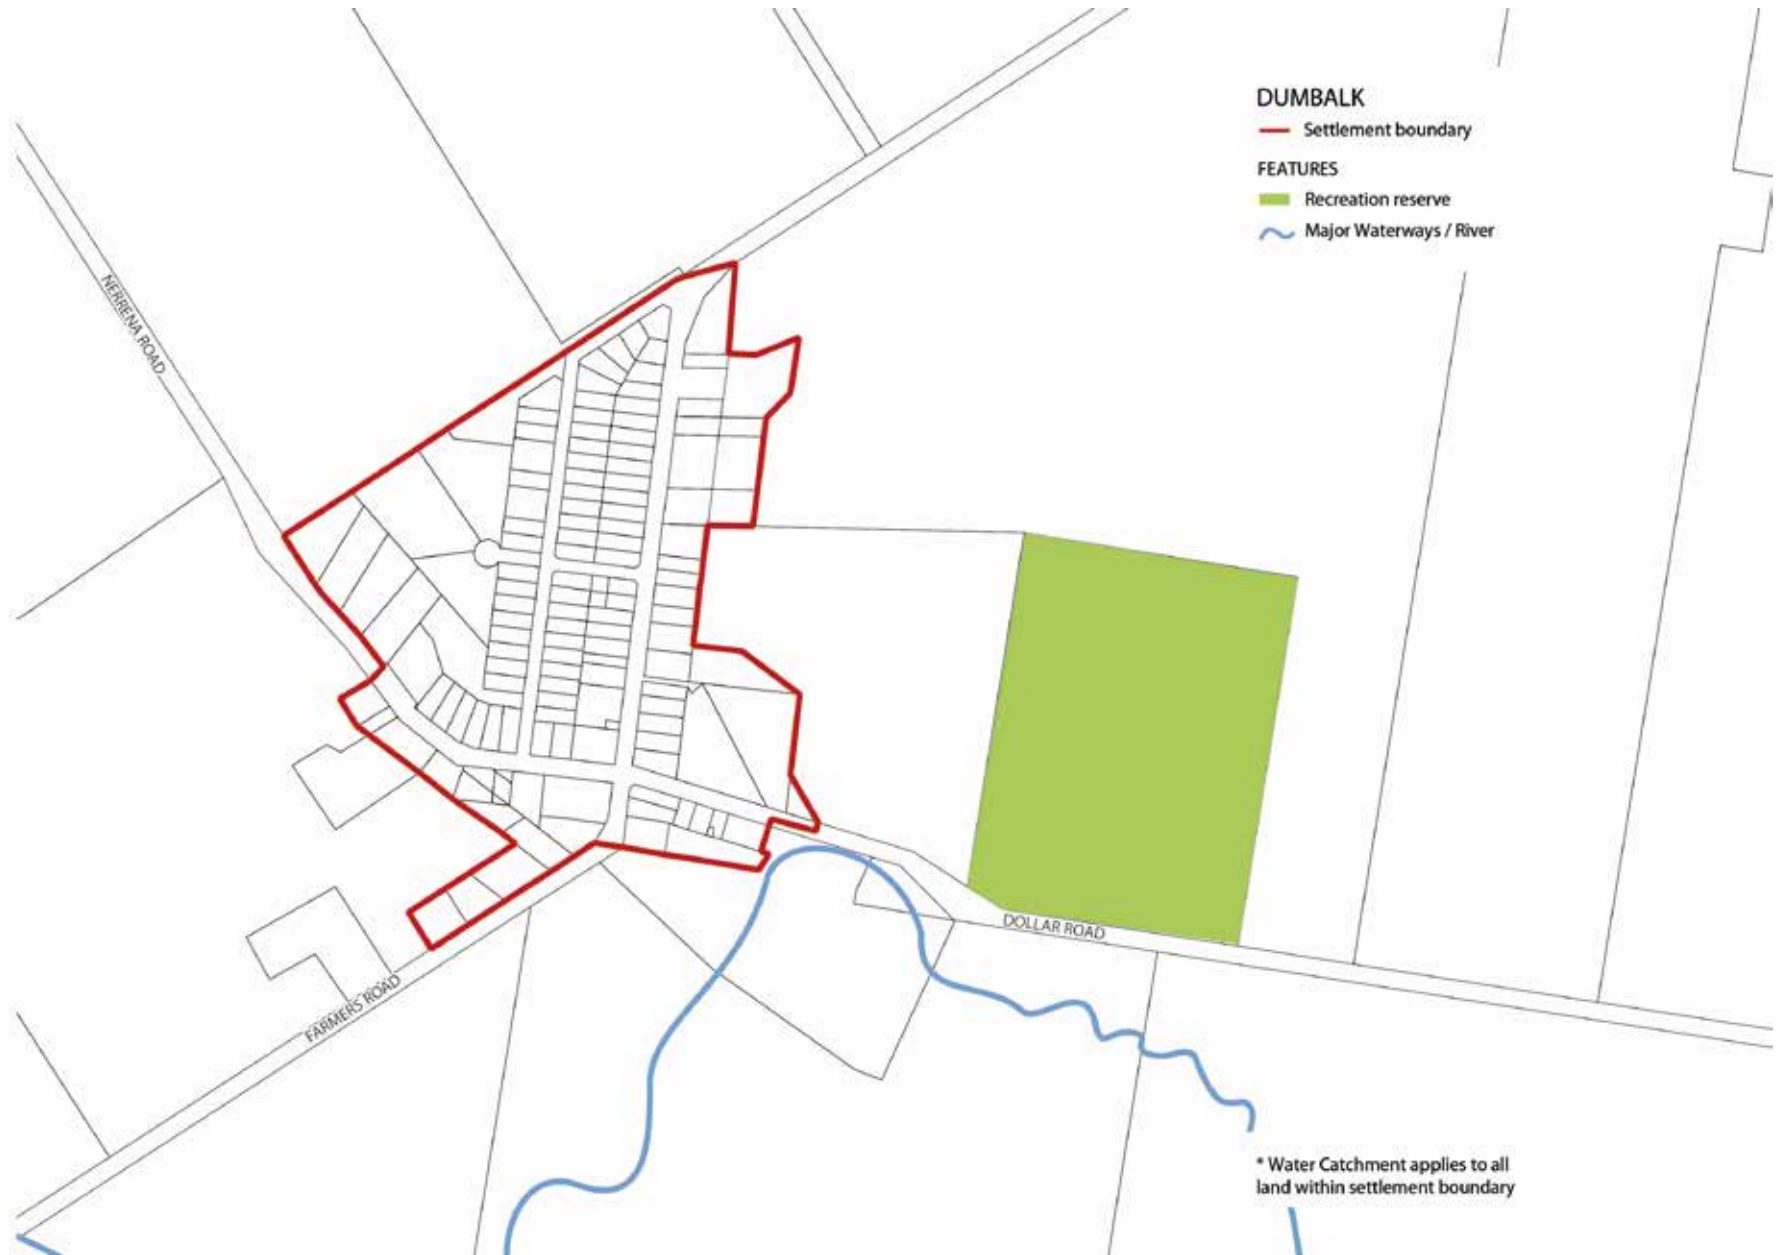 DUMBALK
Settlement boundary
FEATURES
Recreation reserve
Major Waterways / River
NERRENA ROAD
DOLLAR ROAD
FARMERS ROAD
* Water Catchment applies to all
land within settlement boundary